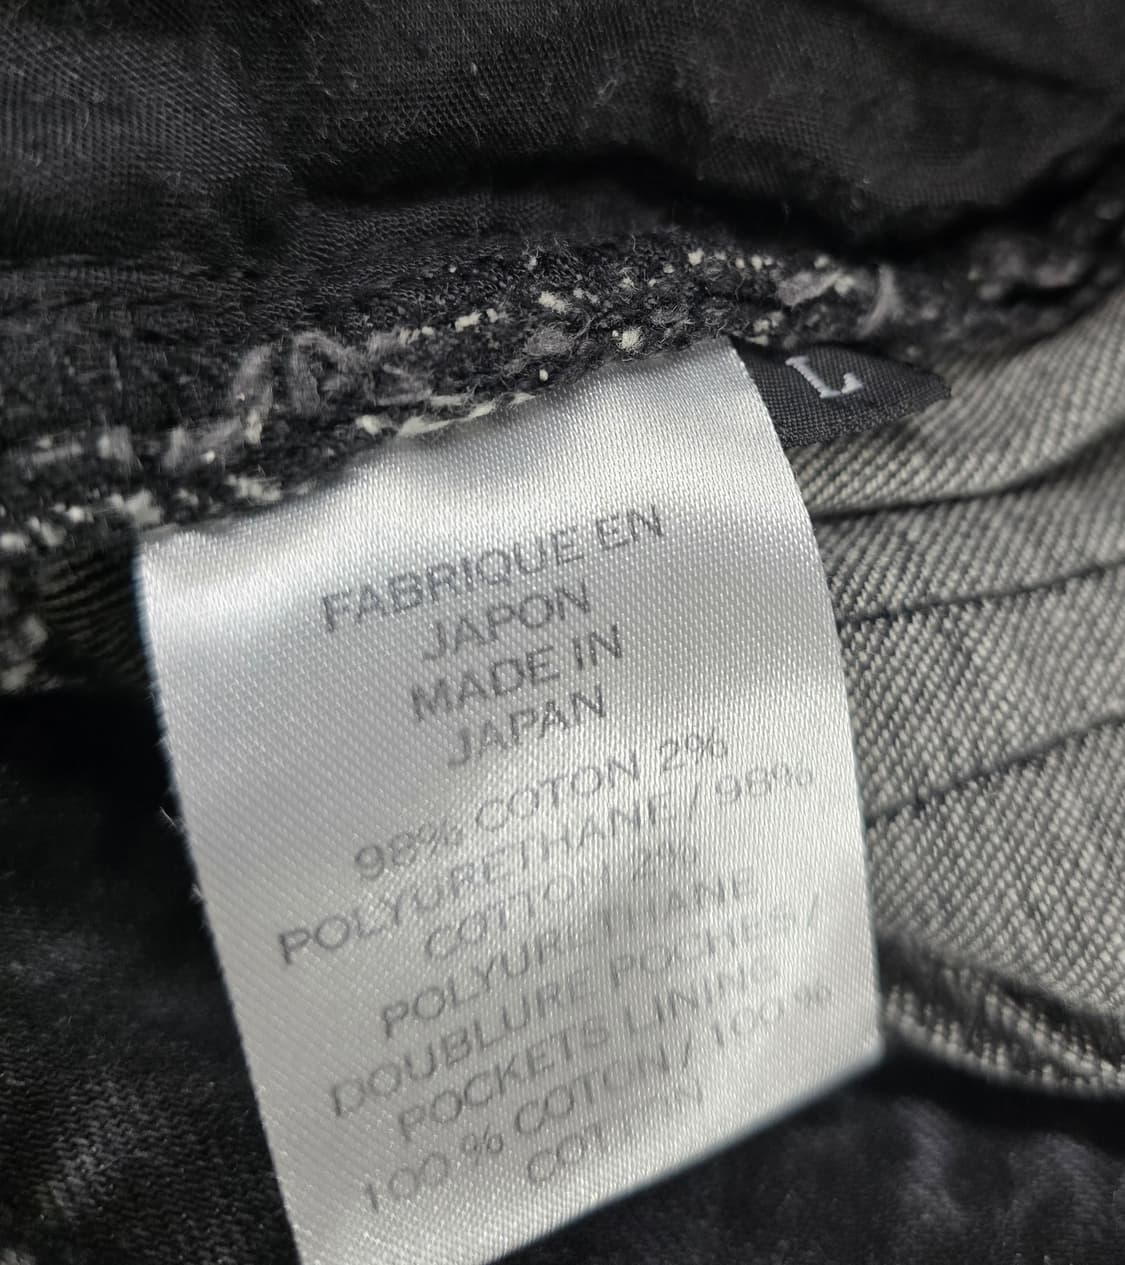 L
FABRIQUE EN
JAPON
MADE IN
JAPAN
98% COTON 2%
POLYURETHANE/98%
COTTON 2%
POLYURETHANE
DOUBLURE POCHES/
POCKETS LINING
100 % COTON/100 %